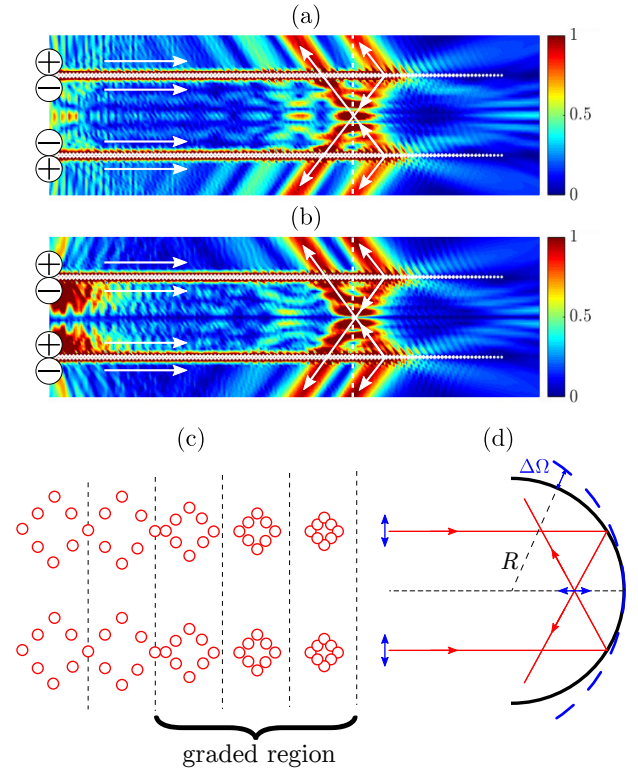 (a)
+
−
−
+
1
0.5
0
(b)
+
−
+
−
1
0.5
0
(c)
(d)
ΔΩ
R
graded region